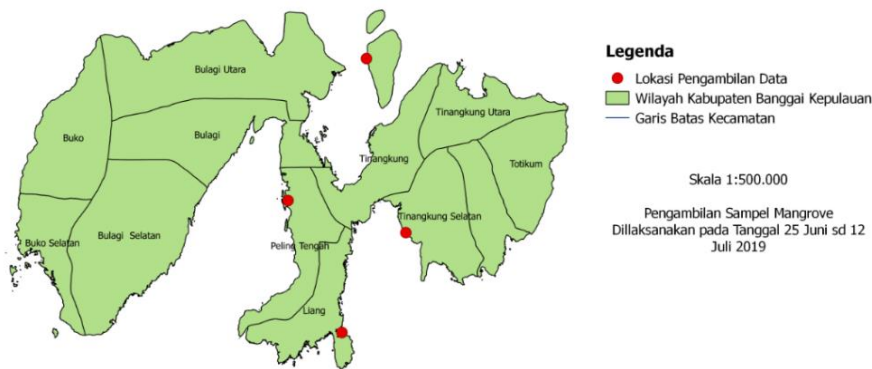 Bulagi Utara
Buko
Bulagi
Buko Selatan
Bulagi Selatan
Peling Tengah
Liang
Tinangkung
Tinangkung Utara
Totikum
Tinangkung Selatan
Legenda
Lokasi Pengambilan Data
Wilayah Kabupaten Banggai Kepulauan
Garis Batas Kecamatan
Skala 1:500.000
Pengambilan Sampel Mangrove
Dillaksanakan pada Tanggal 25 Juni sd 12
Juli 2019